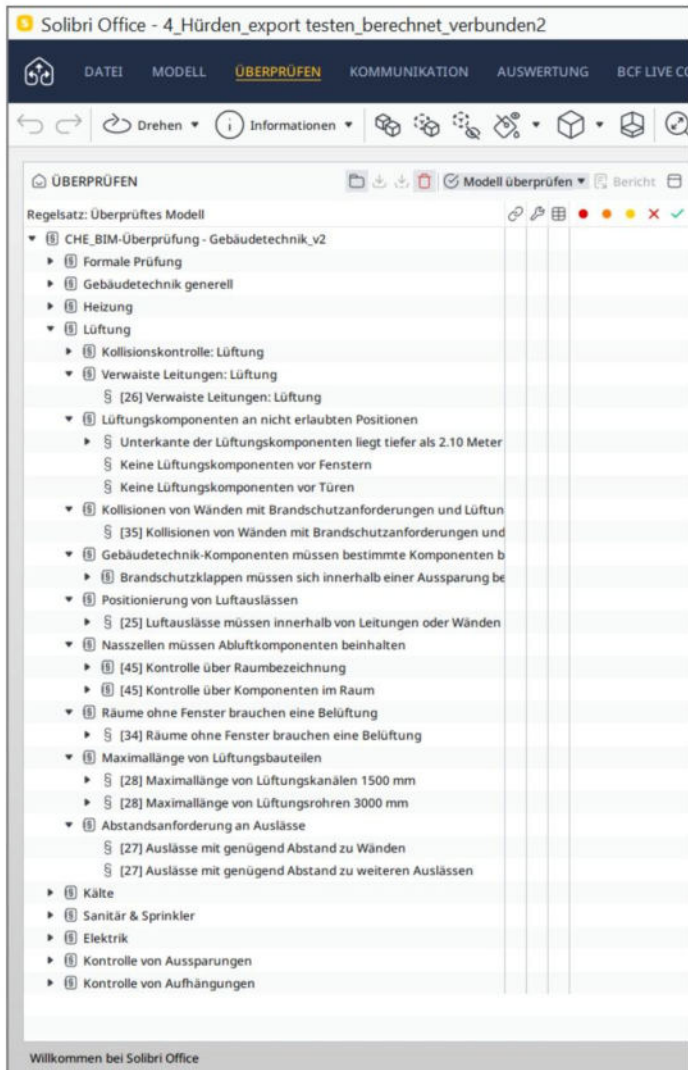 Solibri Office - 4_Hürden_export testen_berechnet_verbunden2
DATEI MODELL ÜBERPRÜFEN KOMMUNIKATION AUSWERTUNG BCF LIVE CO
Drehen Informationen
ÜBERPRÜFEN Modell überprüfen Bericht
Regelsatz: Überprüftes Modell
§ CHE_BIM-Überprüfung - Gebäudetechnik_v2
§ Formale Prüfung
§ Gebäudetechnik generell
§ Heizung
§ Lüftung
§ Kollisionskontrolle: Lüftung
§ Verwaiste Leitungen: Lüftung
§ [26] Verwaiste Leitungen: Lüftung
§ Lüftungskomponenten an nicht erlaubten Positionen
§ Unterkante der Lüftungskomponenten liegt tiefer als 2.10 Meter
§ Keine Lüftungskomponenten vor Fenstern
§ Keine Lüftungskomponenten vor Türen
§ Kollisionen von Wänden mit Brandschutzanforderungen und Lüftun
§ [35] Kollisionen von Wänden mit Brandschutzanforderungen und
§ Gebäudetechnik-Komponenten müssen bestimmte Komponenten b
§ Brandschutzklappen müssen sich innerhalb einer Aussparung be
§ Positionierung von Luftauslässen
§ [25] Luftauslässe müssen innerhalb von Leitungen oder Wänden
§ Nasszellen müssen Abluftkomponenten beinhalten
§ [45] Kontrolle über Raumbezeichnung
§ [45] Kontrolle über Komponenten im Raum
§ Räume ohne Fenster brauchen eine Belüftung
§ [34] Räume ohne Fenster brauchen eine Belüftung
§ Maximallänge von Lüftungsbauteilen
§ [28] Maximallänge von Lüftungskanälen 1500 mm
§ [28] Maximallänge von Lüftungsrohren 3000 mm
§ Abstandsanforderung an Auslässe
§ [27] Auslässe mit genügend Abstand zu Wänden
§ [27] Auslässe mit genügend Abstand zu weiteren Auslässen
§ Kälte
§ Sanitär & Sprinkler
§ Elektrik
§ Kontrolle von Aussparungen
§ Kontrolle von Aufhängungen
Willkommen bei Solibri Office